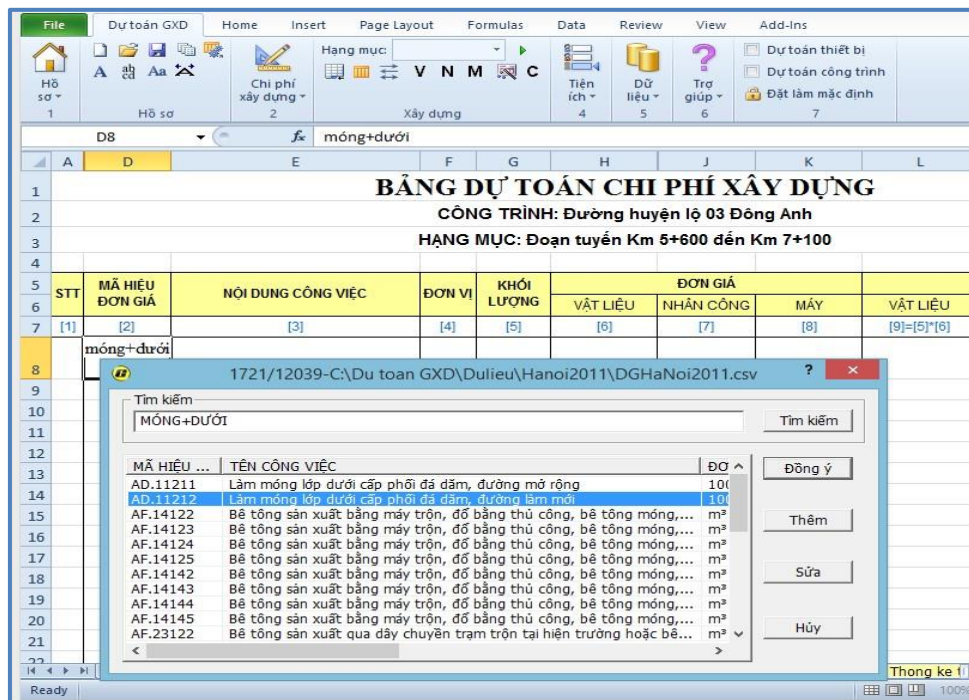 File Dự toán GXD Home Insert Page Layout Formulas Data Review View Add-Ins
Hồ sơ
1
A ab Aa
Hồ sơ
Chi phí xây dựng
2
Hạng mục:
V N M C
Xây dựng
Tiện ích
4
Dữ liệu
5
Trợ giúp
6
Dự toán thiết bị
Dự toán công trình
Đặt làm mặc định
7
D8 fx móng+dưới
A D E F G H J K L
1 BẢNG DỰ TOÁN CHI PHÍ XÂY DỰNG
2 CÔNG TRÌNH: Đường huyện lộ 03 Đông Anh
3 HẠNG MỤC: Đoạn tuyến Km 5+600 đến Km 7+100
4
5 STT MÃ HIỆU ĐƠN GIÁ NỘI DUNG CÔNG VIỆC ĐƠN VỊ KHỐI LƯỢNG ĐƠN GIÁ
6 VẬT LIỆU NHÂN CÔNG MÁY VẬT LIỆU
7 [1] [2] [3] [4] [5] [6] [7] [8] [9]=[5]*[6]
8 móng+dưới
9
10
11
12
13
14
15
16
17
18
19
20
21
22
1721/12039-C:\Du toan GXD\Dulieu\Hanoi2011\DGHaNoi2011.csv ? ×
Tìm kiếm
MÓNG+DƯỚI Tìm kiếm
MÃ HIỆU ... TÊN CÔNG VIỆC ĐƠ
AD.11211 Làm móng lớp dưới cấp phối đá dăm, đường mở rộng 100
AD.11212 Làm móng lớp dưới cấp phối đá dăm, đường làm mới 100
AF.14122 Bê tông sản xuất bằng máy trộn, đổ bằng thủ công, bê tông móng,... m³
AF.14123 Bê tông sản xuất bằng máy trộn, đổ bằng thủ công, bê tông móng,... m³
AF.14124 Bê tông sản xuất bằng máy trộn, đổ bằng thủ công, bê tông móng,... m³
AF.14125 Bê tông sản xuất bằng máy trộn, đổ bằng thủ công, bê tông móng,... m³
AF.14142 Bê tông sản xuất bằng máy trộn, đổ bằng thủ công, bê tông móng,... m³
AF.14143 Bê tông sản xuất bằng máy trộn, đổ bằng thủ công, bê tông móng,... m³
AF.14144 Bê tông sản xuất bằng máy trộn, đổ bằng thủ công, bê tông móng,... m³
AF.14145 Bê tông sản xuất bằng máy trộn, đổ bằng thủ công, bê tông móng,... m³
AF.23122 Bê tông sản xuất qua dây chuyền trạm trộn tại hiện trường hoặc bê... m³
Đồng ý
Thêm
Sửa
Hủy
Thong ke
Ready 100%